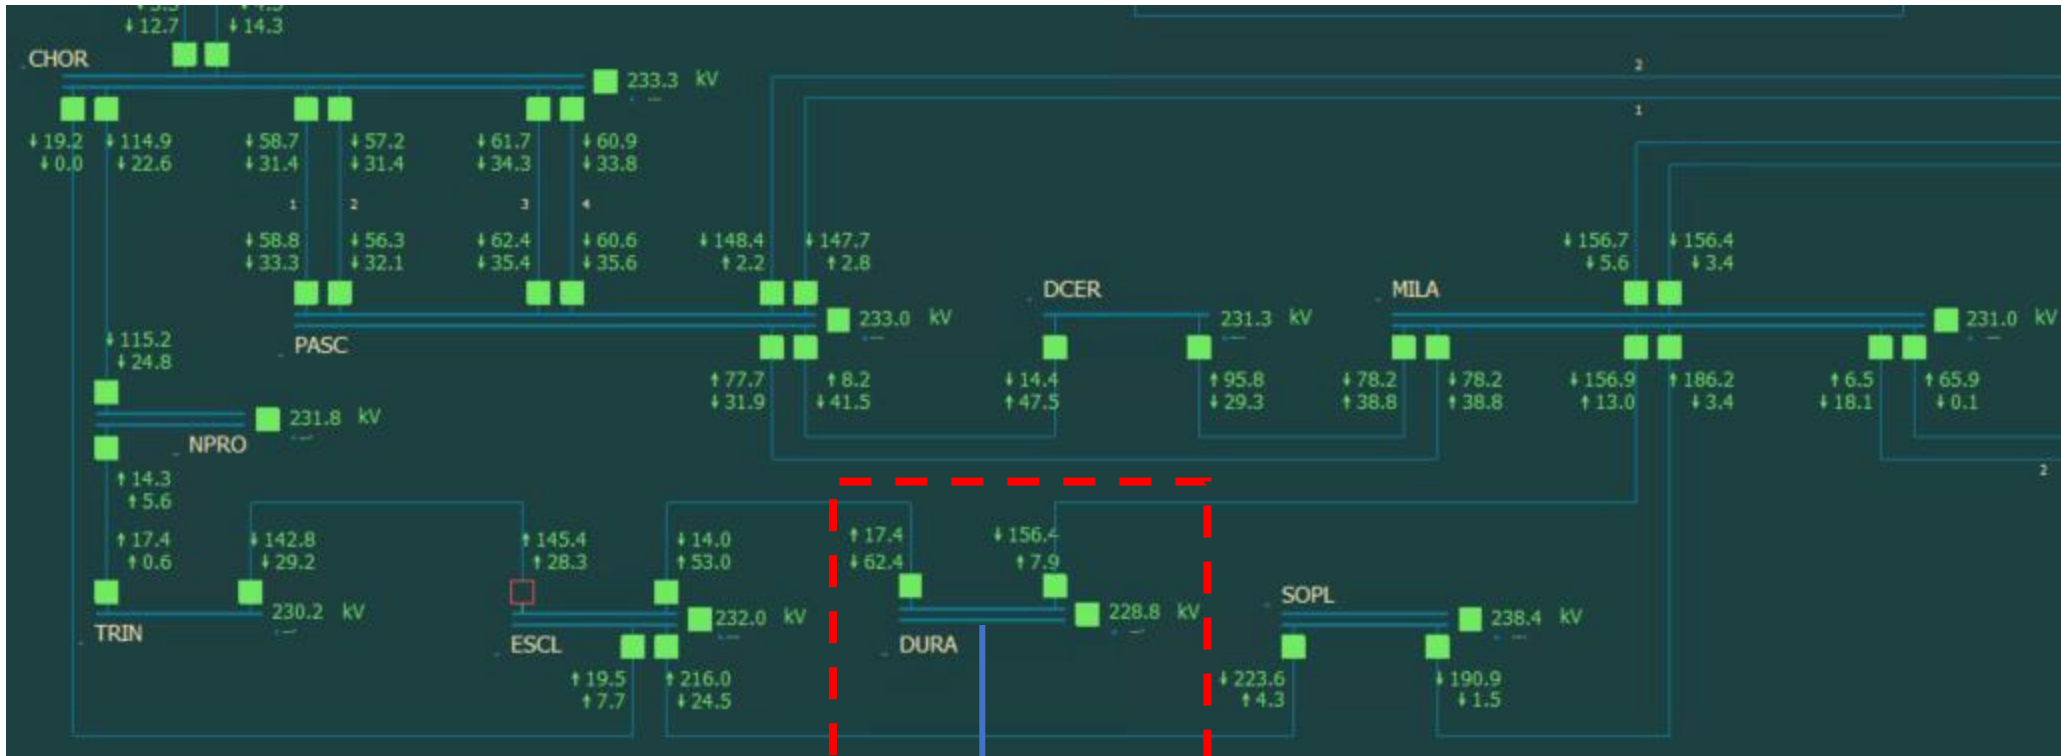 ↓ 12.7 ↓ 14.3
CHOR
233.3 kV
2
1
↓ 19.2 ↓ 114.9 ↓ 58.7 ↓ 57.2 ↓ 61.7 ↓ 60.9
↓ 0.0 ↓ 22.6 ↓ 31.4 ↓ 31.4 ↓ 34.3 ↓ 33.8
1 2 3 4
↓ 58.8 ↓ 56.3 ↓ 62.4 ↓ 60.6 ↓ 148.4 ↓ 147.7 ↓ 156.7 ↓ 156.4
↓ 33.3 ↓ 32.1 ↓ 35.4 ↓ 35.6 ↑ 2.2 ↑ 2.8 ↓ 5.6 ↓ 3.4
DCER MILA
233.0 kV 231.3 kV 231.0 kV
PASC
↓ 115.2
↓ 24.8
↑ 77.7 ↑ 8.2 ↓ 14.4 ↑ 95.8 ↓ 78.2 ↓ 78.2 ↓ 156.9 ↑ 186.2 ↑ 6.5 ↑ 65.9
↓ 31.9 ↓ 41.5 ↑ 47.5 ↓ 29.3 ↑ 38.8 ↑ 38.8 ↑ 13.0 ↓ 3.4 ↓ 18.1 ↓ 0.1
231.8 kV
NPRO
2
↑ 14.3
↑ 5.6
↑ 17.4 ↓ 142.8 ↑ 145.4 ↓ 14.0 ↑ 17.4 ↓ 156.4
↑ 0.6 ↓ 29.2 ↑ 28.3 ↑ 53.0 ↓ 62.4 ↑ 7.9
SOPL
230.2 kV 232.0 kV 228.8 kV 238.4 kV
TRIN ESCL DURA
↑ 19.5 ↑ 216.0 ↓ 223.6 ↓ 190.9
↑ 7.7 ↓ 24.5 ↑ 4.3 ↓ 1.5